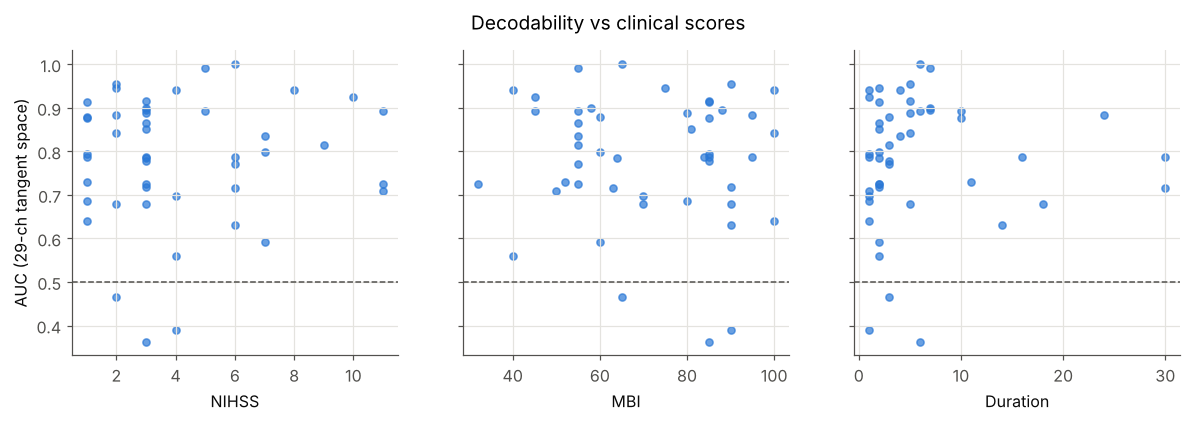 Decodability vs clinical scores
AUC (29-ch tangent space)
1.0
0.9
0.8
0.7
0.6
0.5
0.4
2 4 6 8 10
NIHSS
40 60 80 100
MBI
0 10 20 30
Duration